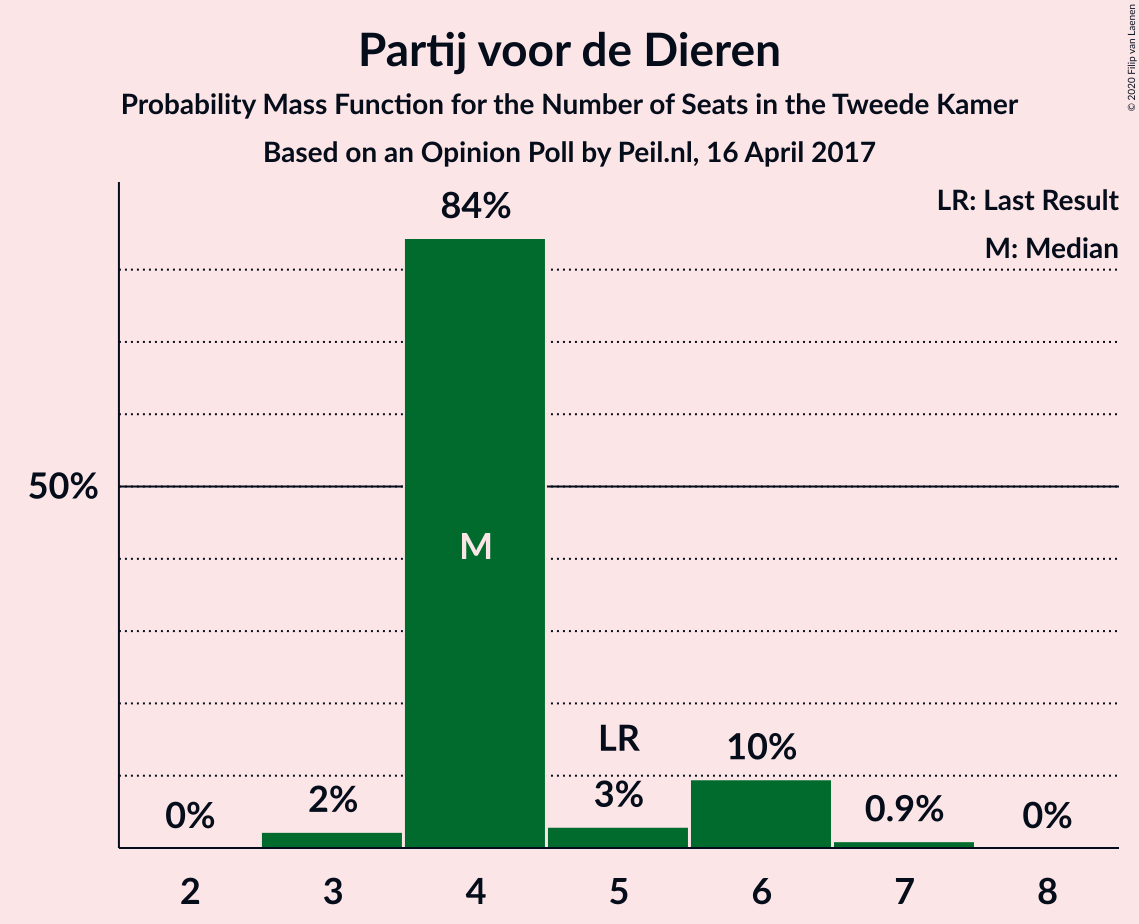 Partij voor de Dieren
Probability Mass Function for the Number of Seats in the Tweede Kamer
Based on an Opinion Poll by Peil.nl, 16 April 2017
© 2020 Filip van Laenen
LR: Last Result
M: Median
84%
50%
M
LR
10%
0%
2%
3%
0.9%
0%
2 3 4 5 6 7 8